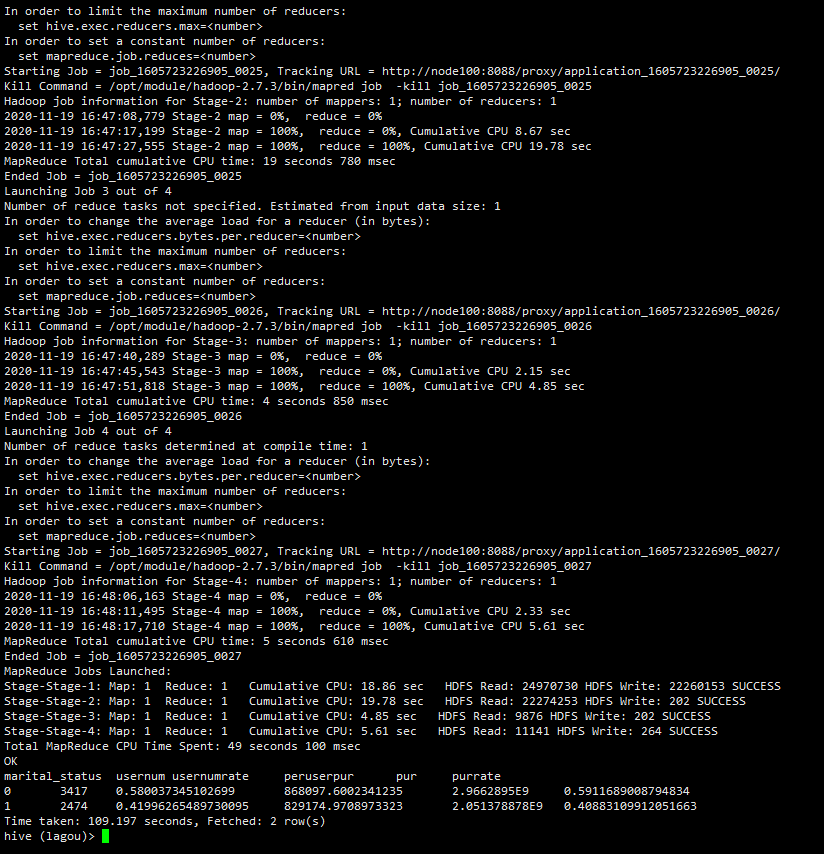 In order to limit the maximum number of reducers:
  set hive.exec.reducers.max=<number>
In order to set a constant number of reducers:
  set mapreduce.job.reduces=<number>
Starting Job = job_1605723226905_0025, Tracking URL = http://node100:8088/proxy/application_1605723226905_0025/
Kill Command = /opt/module/hadoop-2.7.3/bin/mapred job  -kill job_1605723226905_0025
Hadoop job information for Stage-2: number of mappers: 1; number of reducers: 1
2020-11-19 16:47:08,779 Stage-2 map = 0%,  reduce = 0%
2020-11-19 16:47:17,199 Stage-2 map = 100%,  reduce = 0%, Cumulative CPU 8.67 sec
2020-11-19 16:47:27,555 Stage-2 map = 100%,  reduce = 100%, Cumulative CPU 19.78 sec
MapReduce Total cumulative CPU time: 19 seconds 780 msec
Ended Job = job_1605723226905_0025
Launching Job 3 out of 4
Number of reduce tasks not specified. Estimated from input data size: 1
In order to change the average load for a reducer (in bytes):
  set hive.exec.reducers.bytes.per.reducer=<number>
In order to limit the maximum number of reducers:
  set hive.exec.reducers.max=<number>
In order to set a constant number of reducers:
  set mapreduce.job.reduces=<number>
Starting Job = job_1605723226905_0026, Tracking URL = http://node100:8088/proxy/application_1605723226905_0026/
Kill Command = /opt/module/hadoop-2.7.3/bin/mapred job  -kill job_1605723226905_0026
Hadoop job information for Stage-3: number of mappers: 1; number of reducers: 1
2020-11-19 16:47:40,289 Stage-3 map = 0%,  reduce = 0%
2020-11-19 16:47:45,543 Stage-3 map = 100%,  reduce = 0%, Cumulative CPU 2.15 sec
2020-11-19 16:47:51,818 Stage-3 map = 100%,  reduce = 100%, Cumulative CPU 4.85 sec
MapReduce Total cumulative CPU time: 4 seconds 850 msec
Ended Job = job_1605723226905_0026
Launching Job 4 out of 4
Number of reduce tasks determined at compile time: 1
In order to change the average load for a reducer (in bytes):
  set hive.exec.reducers.bytes.per.reducer=<number>
In order to limit the maximum number of reducers:
  set hive.exec.reducers.max=<number>
In order to set a constant number of reducers:
  set mapreduce.job.reduces=<number>
Starting Job = job_1605723226905_0027, Tracking URL = http://node100:8088/proxy/application_1605723226905_0027/
Kill Command = /opt/module/hadoop-2.7.3/bin/mapred job  -kill job_1605723226905_0027
Hadoop job information for Stage-4: number of mappers: 1; number of reducers: 1
2020-11-19 16:48:06,163 Stage-4 map = 0%,  reduce = 0%
2020-11-19 16:48:11,495 Stage-4 map = 100%,  reduce = 0%, Cumulative CPU 2.33 sec
2020-11-19 16:48:17,710 Stage-4 map = 100%,  reduce = 100%, Cumulative CPU 5.61 sec
MapReduce Total cumulative CPU time: 5 seconds 610 msec
Ended Job = job_1605723226905_0027
MapReduce Jobs Launched:
Stage-Stage-1: Map: 1  Reduce: 1   Cumulative CPU: 18.86 sec   HDFS Read: 24970730 HDFS Write: 22260153 SUCCESS
Stage-Stage-2: Map: 1  Reduce: 1   Cumulative CPU: 19.78 sec   HDFS Read: 22274253 HDFS Write: 202 SUCCESS
Stage-Stage-3: Map: 1  Reduce: 1   Cumulative CPU: 4.85 sec   HDFS Read: 9876 HDFS Write: 202 SUCCESS
Stage-Stage-4: Map: 1  Reduce: 1   Cumulative CPU: 5.61 sec   HDFS Read: 11141 HDFS Write: 264 SUCCESS
Total MapReduce CPU Time Spent: 49 seconds 100 msec
OK
marital_status  usernum usernumrate     peruserpur      pur     purrate
0       3417    0.580037345102699       868097.6002341235       2.9662895E9     0.5911689008794834
1       2474    0.41996265489730095     829174.9708973323       2.051378878E9   0.40883109912051663
Time taken: 109.197 seconds, Fetched: 2 row(s)
hive (lagou)>